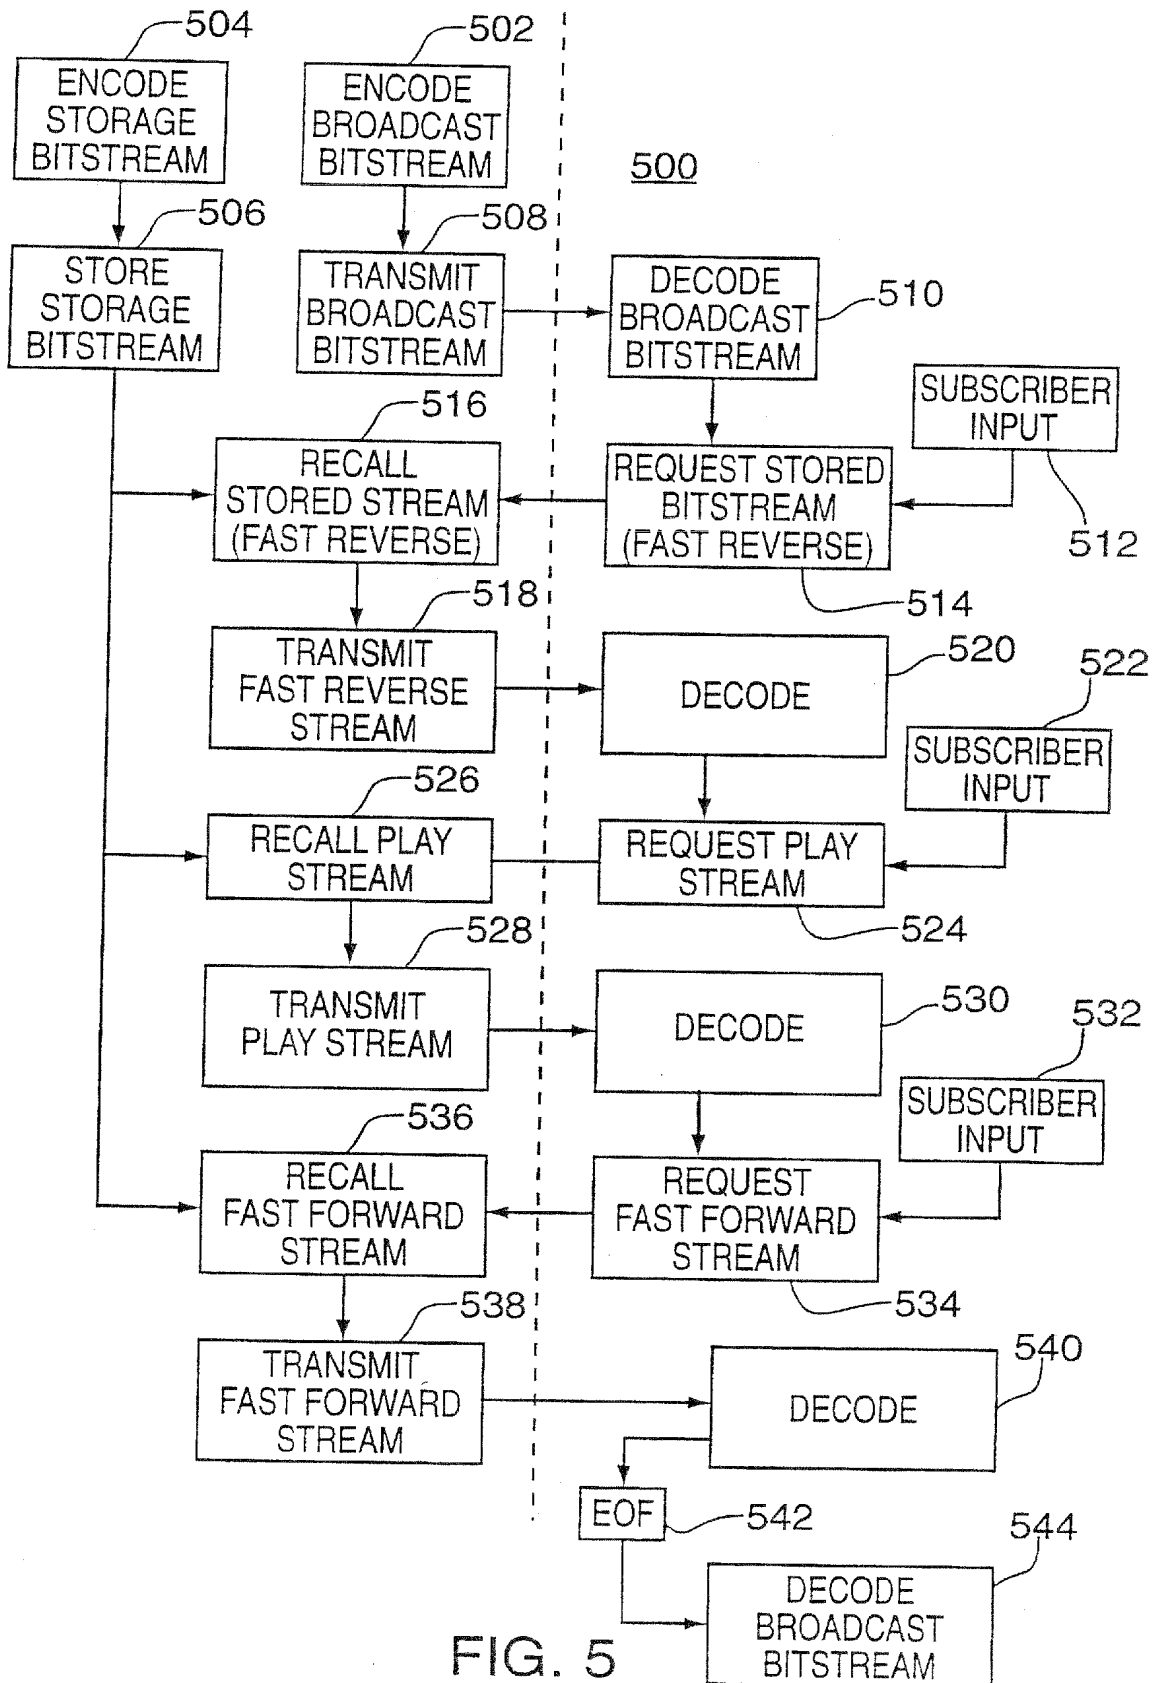 504
502
ENCODE
STORAGE
BITSTREAM
ENCODE
BROADCAST
BITSTREAM
500
506
508
STORE
STORAGE
BITSTREAM
TRANSMIT
BROADCAST
BITSTREAM
DECODE
BROADCAST
BITSTREAM
510
SUBSCRIBER
INPUT
512
516
RECALL
STORED STREAM
(FAST REVERSE)
REQUEST STORED
BITSTREAM
(FAST REVERSE)
514
518
TRANSMIT
FAST REVERSE
STREAM
DECODE
520
522
SUBSCRIBER
INPUT
526
RECALL PLAY
STREAM
REQUEST PLAY
STREAM
524
528
TRANSMIT
PLAY STREAM
DECODE
530
532
SUBSCRIBER
INPUT
536
RECALL
FAST FORWARD
STREAM
REQUEST
FAST FORWARD
STREAM
534
538
TRANSMIT
FAST FORWARD
STREAM
DECODE
540
EOF
542
544
DECODE
BROADCAST
BITSTREAM
FIG. 5